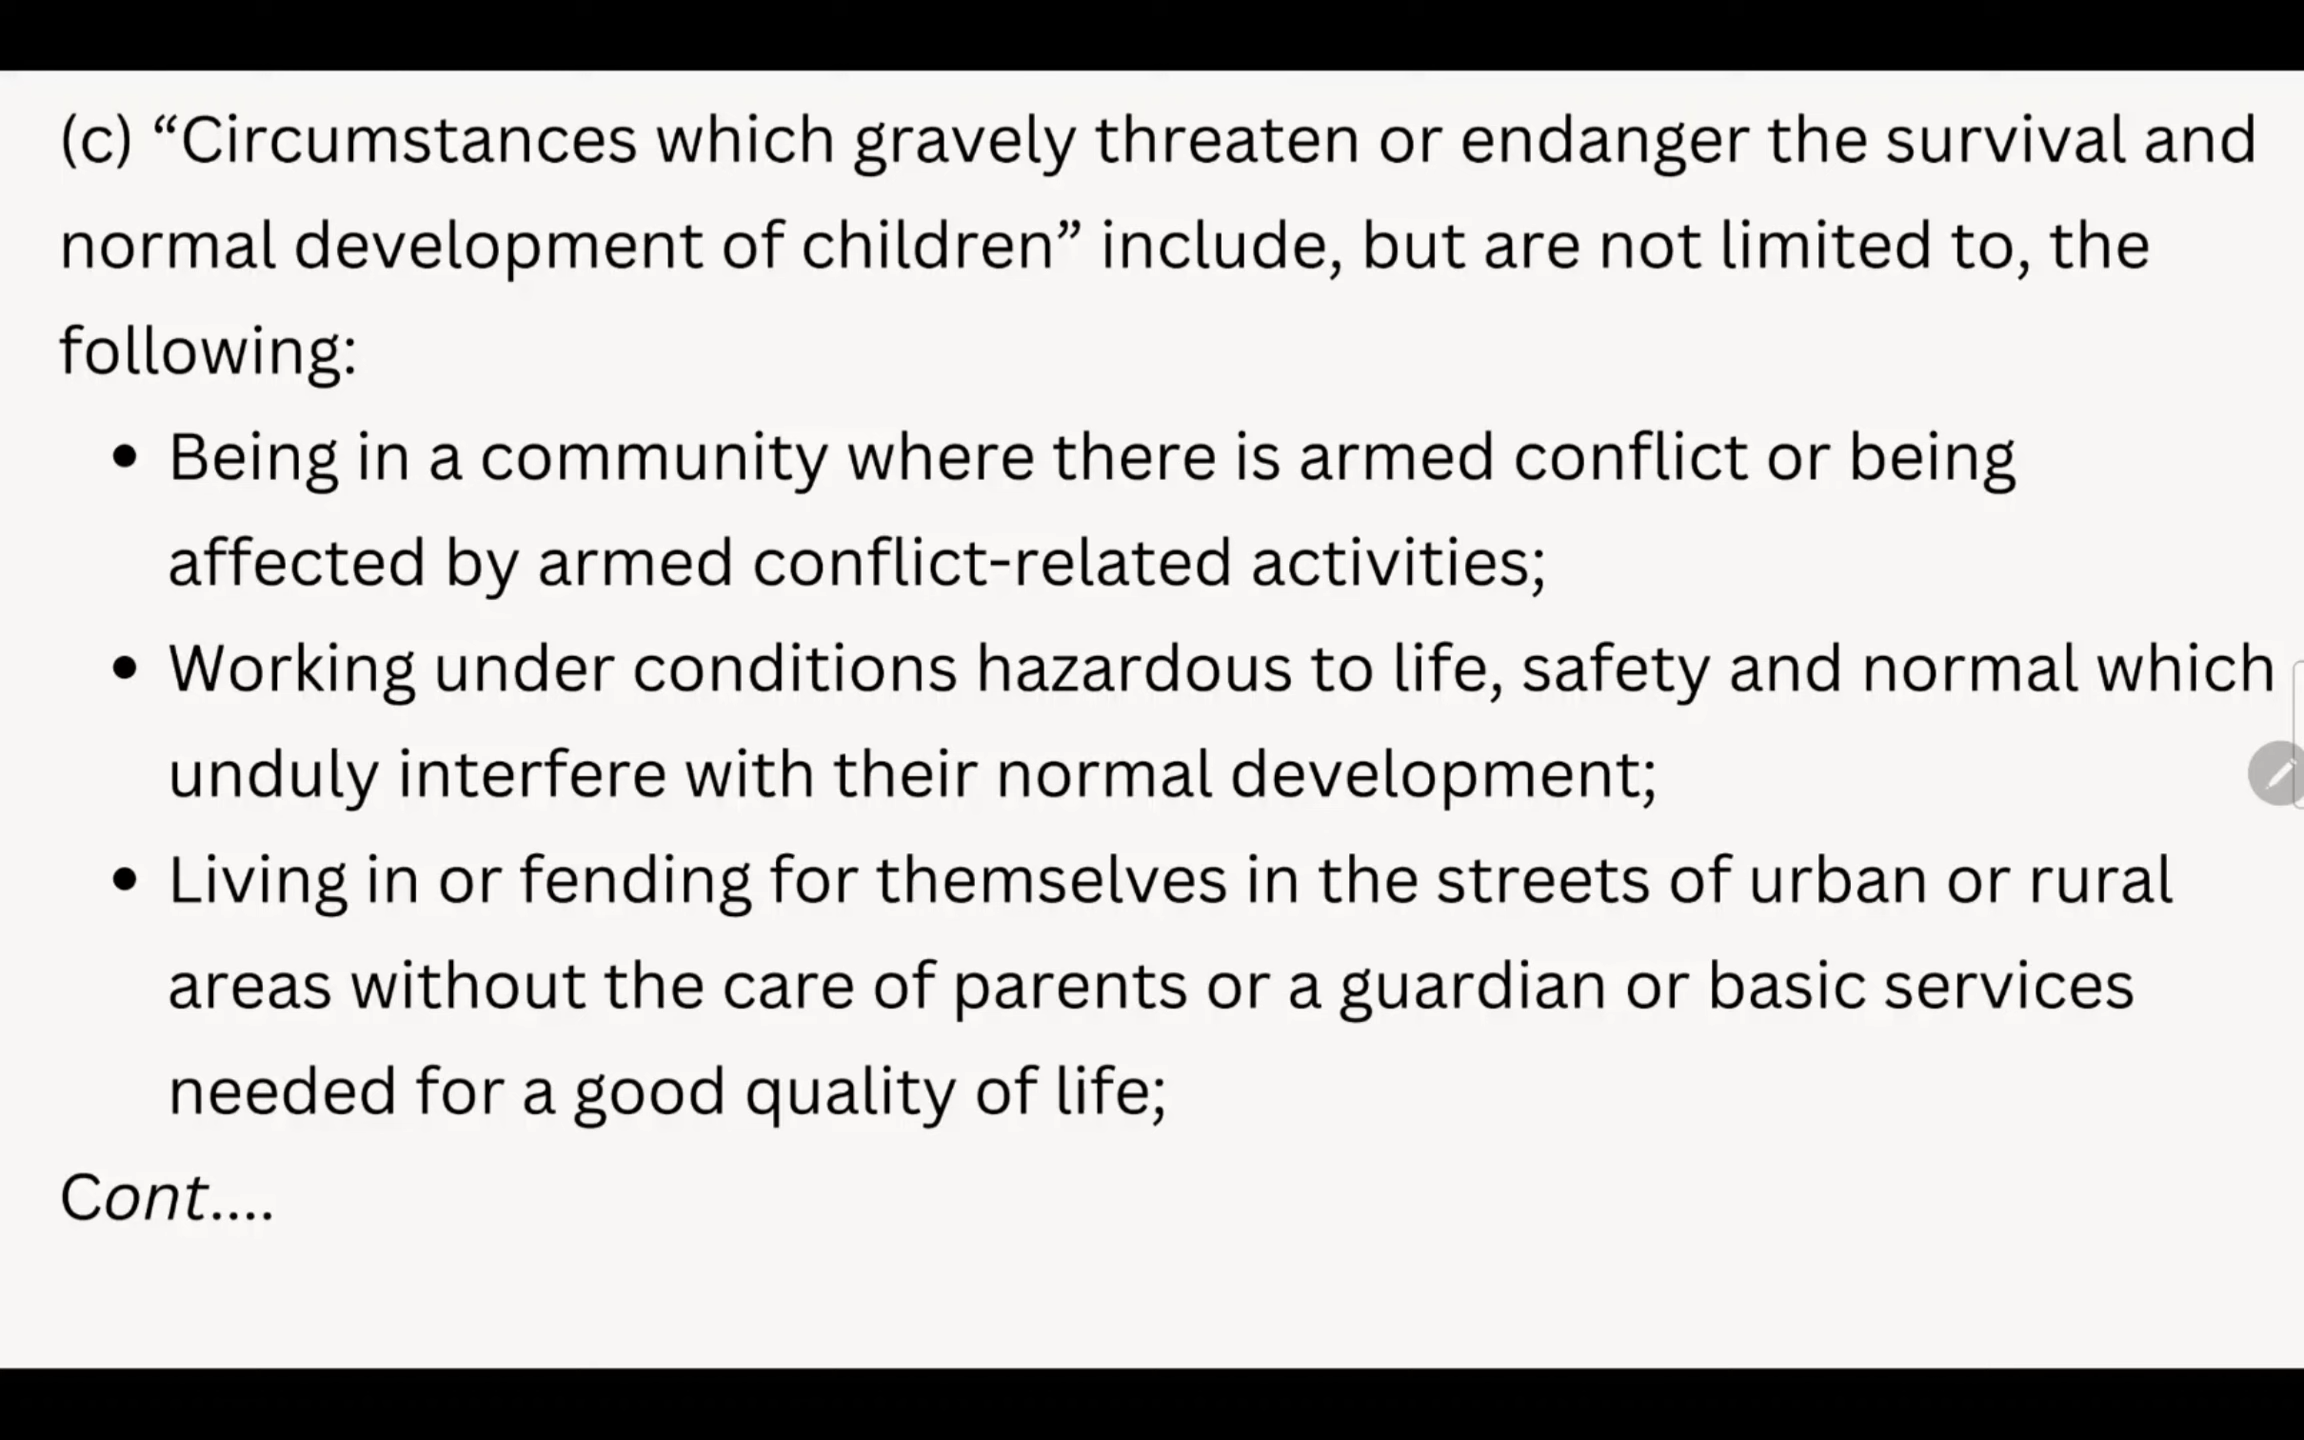 (c) “Circumstances which gravely threaten or endanger the survival and
normal development of children” include, but are not limited to, the
following:
• Being in a community where there is armed conflict or being
affected by armed conflict-related activities;
• Working under conditions hazardous to life, safety and normal which
unduly interfere with their normal development;
• Living in or fending for themselves in the streets of urban or rural
areas without the care of parents or a guardian or basic services
needed for a good quality of life;
Cont....